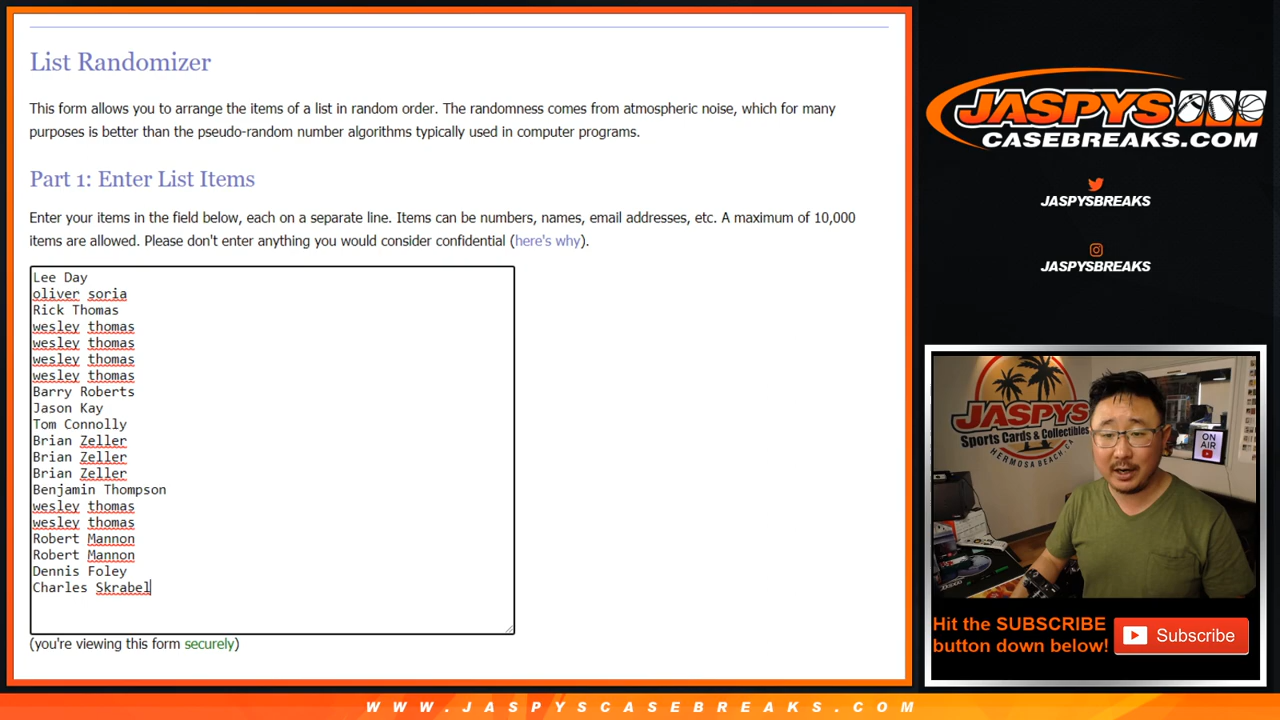 List Randomizer
This form allows you to arrange the items of a list in random order. The randomness comes from atmospheric noise, which for many
purposes is better than the pseudo-random number algorithms typically used in computer programs.
Part 1: Enter List Items
Enter your items in the field below, each on a separate line. Items can be numbers, names, email addresses, etc. A maximum of 10,000
items are allowed. Please don't enter anything you would consider confidential (here's why).
Lee Day
oliver soria
Rick Thomas
wesley thomas
wesley thomas
wesley thomas
wesley thomas
Barry Roberts
Jason Kay
Tom Connolly
Brian Zeller
Brian Zeller
Brian Zeller
Benjamin Thompson
wesley thomas
wesley thomas
Robert Mannon
Robert Mannon
Dennis Foley
Charles Skrabel
(you're viewing this form securely)
JASPYS
CASEBREAKS.COM
JASPYSBREAKS
JASPYSBREAKS
JASPYS
Sports Cards & Collectibles
HERMOSA BEACH, CA
ON
AIR
Hit the SUBSCRIBE
button down below!
Subscribe
WWW.JASPYSCASEBREAKS.COM